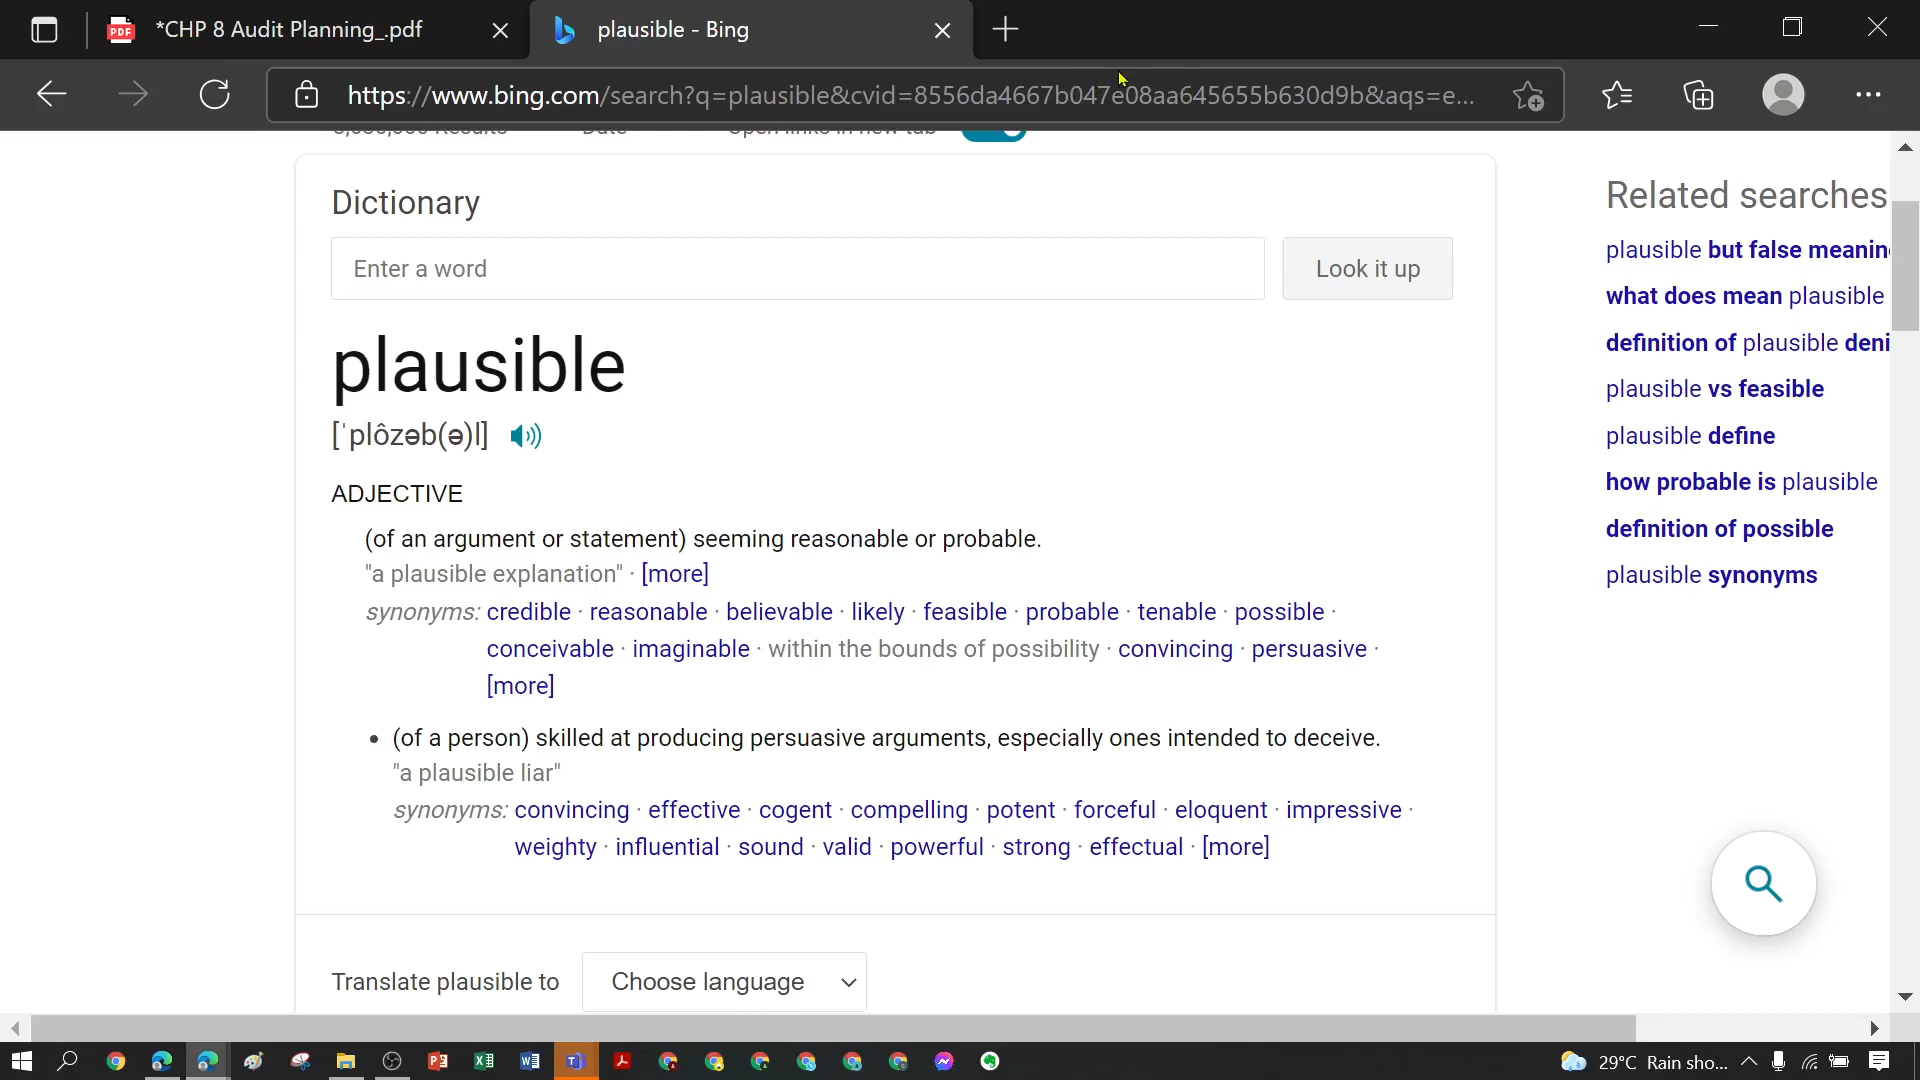 *CHP 8 Audit Planning_.pdf
plausible - Bing
https://www.bing.com/search?q=plausible&cvid=8556da4667b047e08aa645655b630d9b&aqs=e...
Date
Open links in new tab
Dictionary
Enter a word
Look it up
plausible
[ˈplôzəb(ə)l]
ADJECTIVE
(of an argument or statement) seeming reasonable or probable.
"a plausible explanation" · [more]
synonyms: credible · reasonable · believable · likely · feasible · probable · tenable · possible ·
conceivable · imaginable · within the bounds of possibility · convincing · persuasive ·
[more]
• (of a person) skilled at producing persuasive arguments, especially ones intended to deceive.
"a plausible liar"
synonyms: convincing · effective · cogent · compelling · potent · forceful · eloquent · impressive ·
weighty · influential · sound · valid · powerful · strong · effectual · [more]
Translate plausible to
Choose language
Related searches
plausible but false meanin
what does mean plausible
definition of plausible deni
plausible vs feasible
plausible define
how probable is plausible
definition of possible
plausible synonyms
29°C Rain sho...